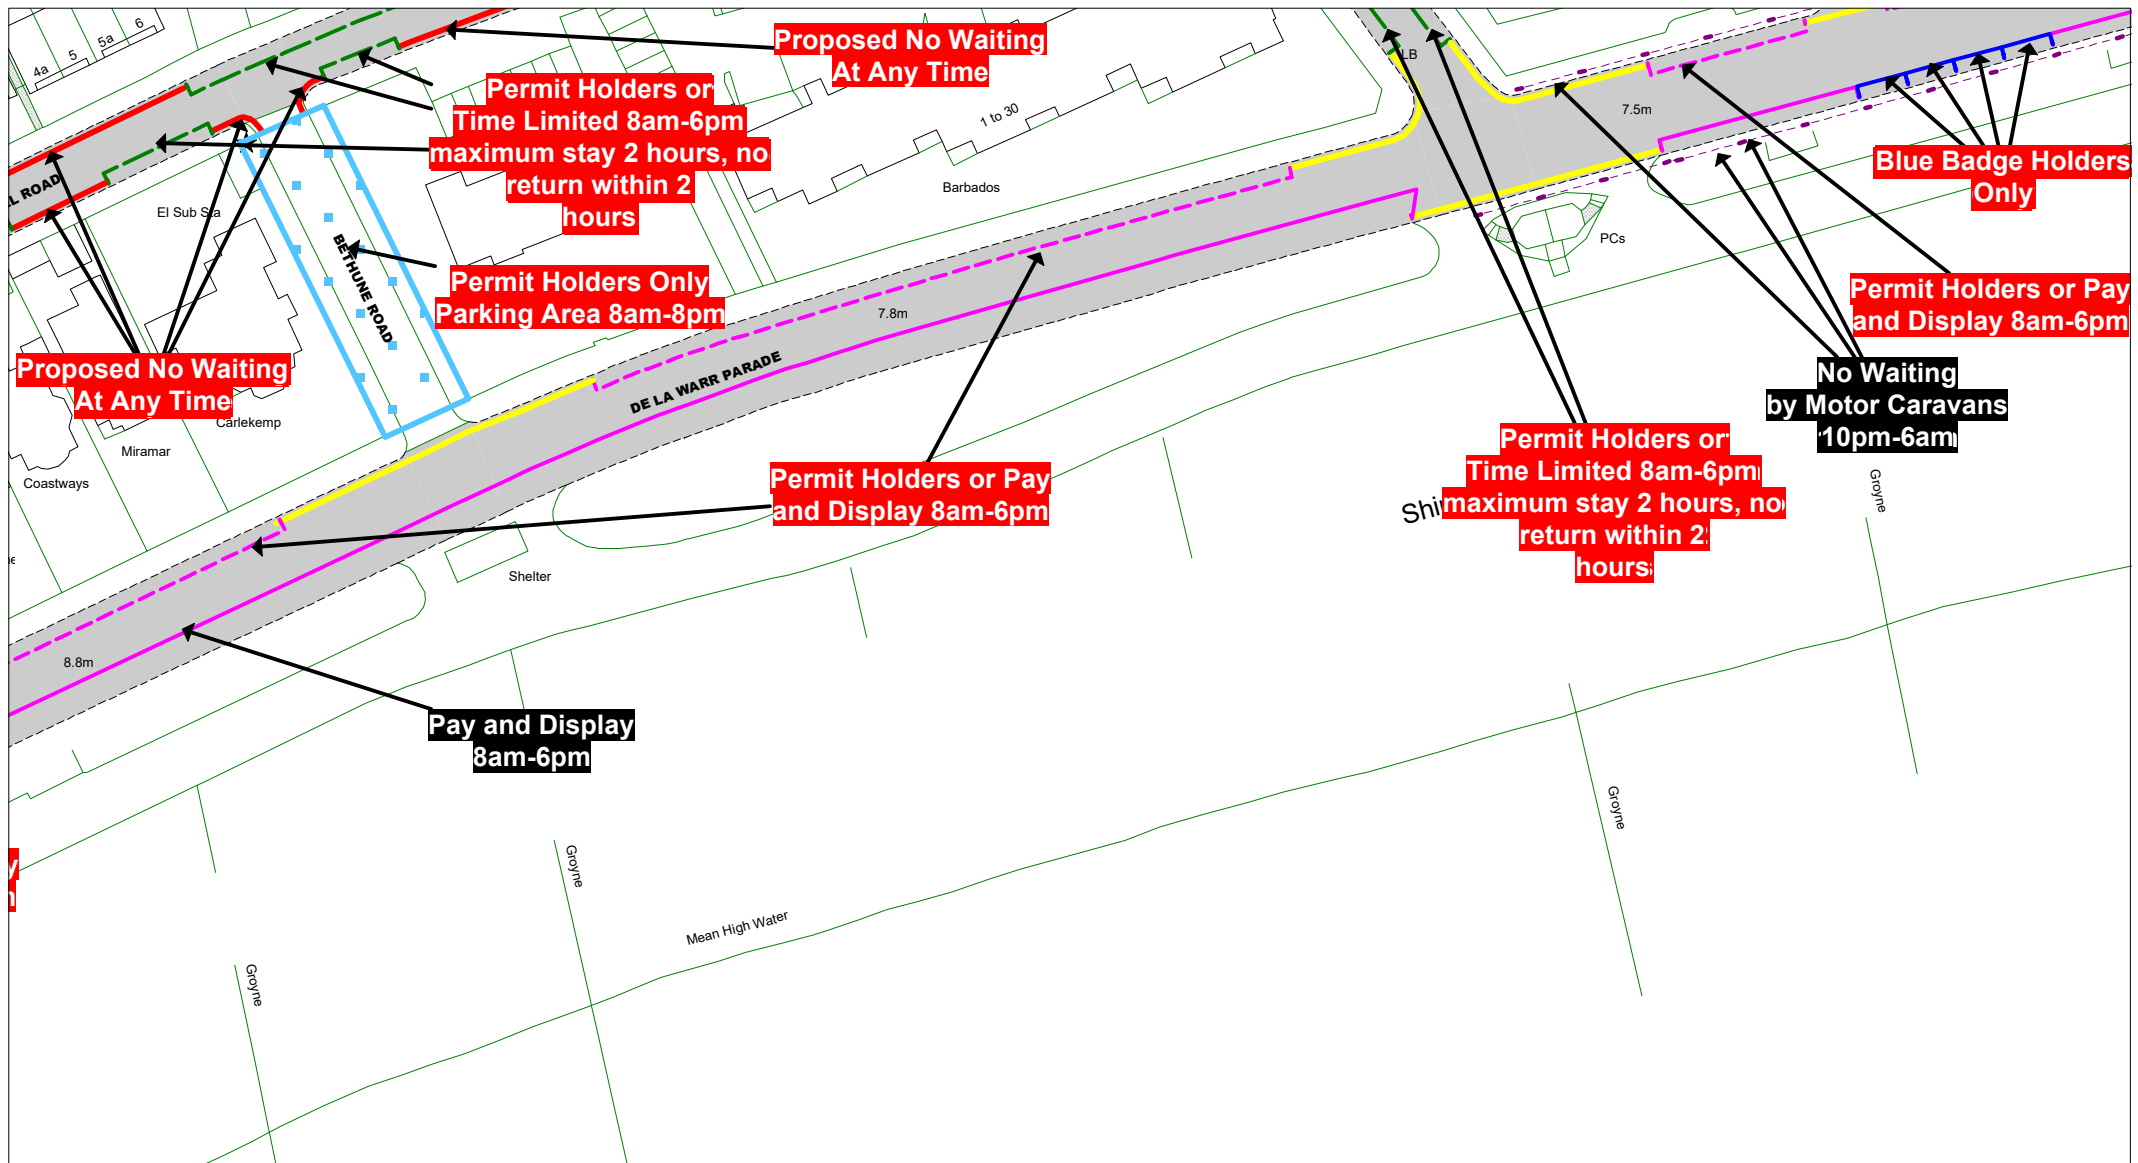 6
5a
5
4a
Proposed No Waiting
At Any Time
Permit Holders or
Time Limited 8am-6pm
maximum stay 2 hours, no
return within 2
hours
LB
7.5m
1 to 30
Blue Badge Holders
Only
Barbados
El Sub Sta
BETHUNE ROAD
PCs
Permit Holders Only
Parking Area 8am-8pm
Permit Holders or Pay
and Display 8am-6pm
7.8m
Proposed No Waiting
At Any Time
DE LA WARR PARADE
No Waiting
by Motor Caravans
10pm-6am
Carlekemp
Miramar
Coastways
Permit Holders or
Time Limited 8am-6pm
maximum stay 2 hours, no
return within 2
hours
Permit Holders or Pay
and Display 8am-6pm
Groyne
Shelter
8.8m
Pay and Display
8am-6pm
Groyne
Groyne
Mean High Water
Groyne